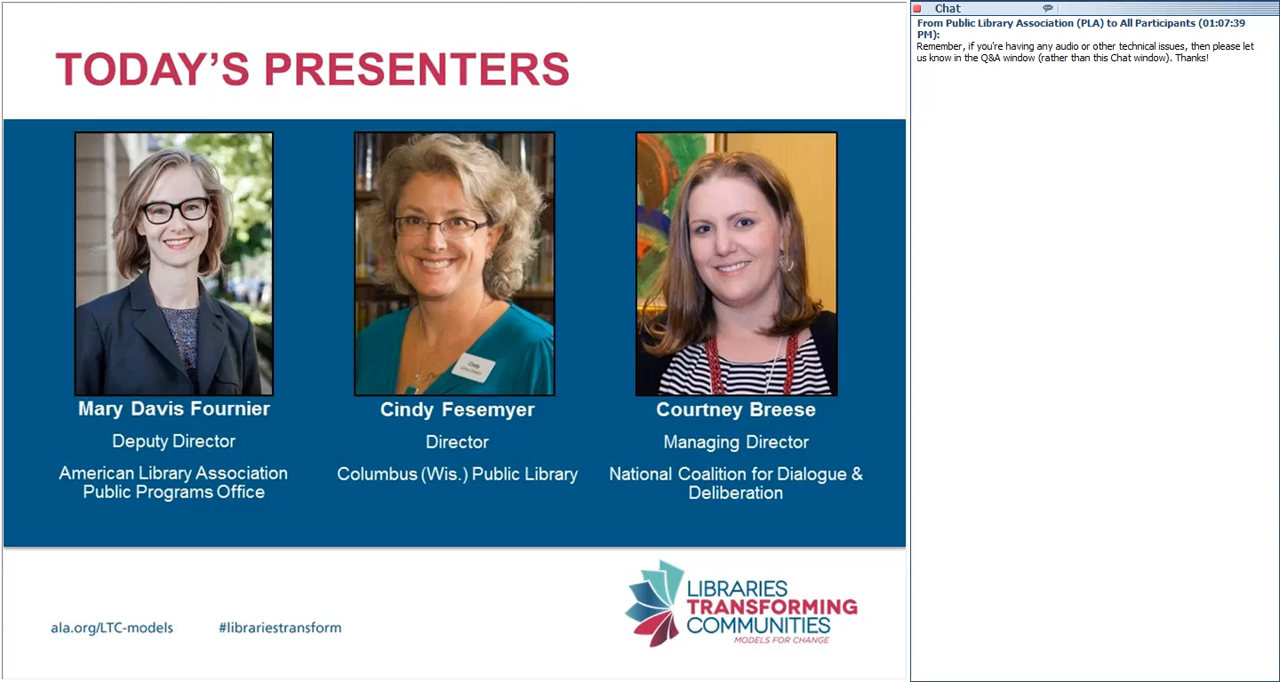 TODAY'S PRESENTERS
Cindy
Mary Davis Fournier
Deputy Director
American Library Association
Public Programs Office
Cindy Fesemyer
Director
Columbus (Wis.) Public Library
Courtney Breese
Managing Director
National Coalition for Dialogue &
Deliberation
ala.org/LTC-models
#librariestransform
LIBRARIES
TRANSFORMING
COMMUNITIES
MODELS FOR CHANGE
Chat
From Public Library Association (PLA) to All Participants (01:07:39
PM):
Remember, if you're having any audio or other technical issues, then please let
us know in the Q&A window (rather than this Chat window). Thanks!